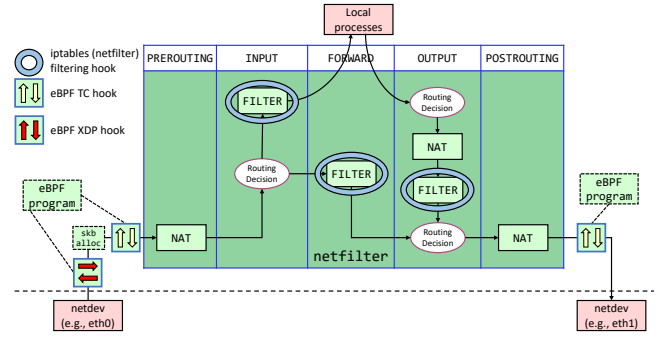 Local
processes
iptables (netfilter)
filtering hook
eBPF TC hook
eBPF XDP hook
PREROUTING
INPUT
FORWARD
OUTPUT
POSTROUTING
FILTER
Routing
Decision
NAT
Routing
Decision
FILTER
FILTER
eBPF
program
eBPF
program
skb
alloc
NAT
Routing
Decision
NAT
netfilter
netdev
(e.g., eth0)
netdev
(e.g., eth1)